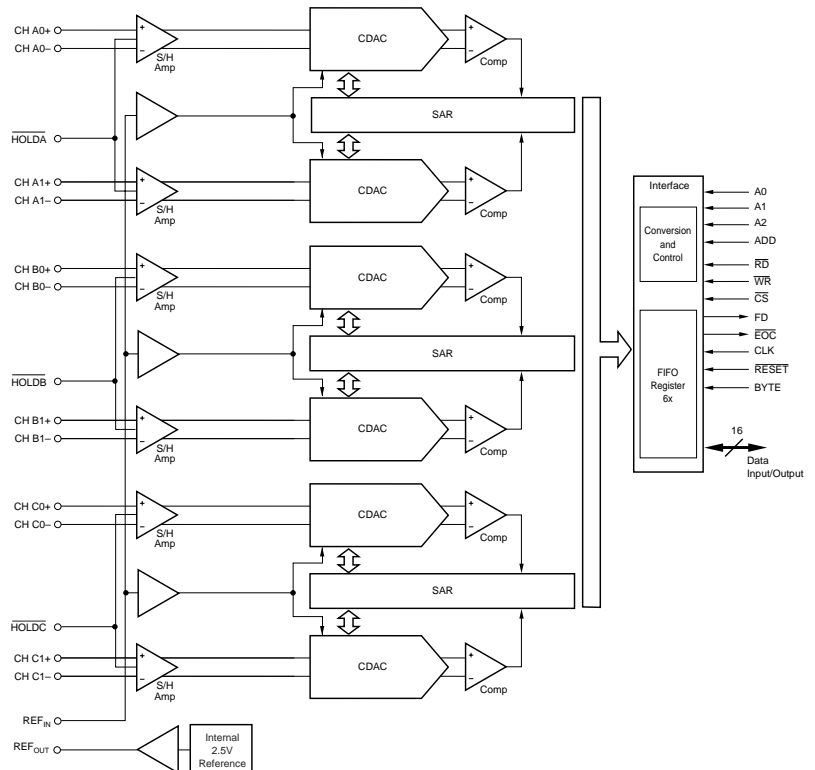 CH A0+
CH A0–
+
–
S/H
Amp
CDAC
+
–
Comp
SAR
HOLDA
CH A1+
CH A1–
+
–
S/H
Amp
CDAC
+
–
Comp
CH B0+
CH B0–
+
–
S/H
Amp
CDAC
+
–
Comp
SAR
HOLDB
CH B1+
CH B1–
+
–
S/H
Amp
CDAC
+
–
Comp
CH C0+
CH C0–
+
–
S/H
Amp
CDAC
+
–
Comp
SAR
HOLDC
CH C1+
CH C1–
+
–
S/H
Amp
CDAC
+
–
Comp
REFIN
REFOUT
Internal
2.5V
Reference
Interface
Conversion
and
Control
FIFO
Register
6x
A0
A1
A2
ADD
RD
WR
CS
FD
EOC
CLK
RESET
BYTE
16
Data
Input/Output